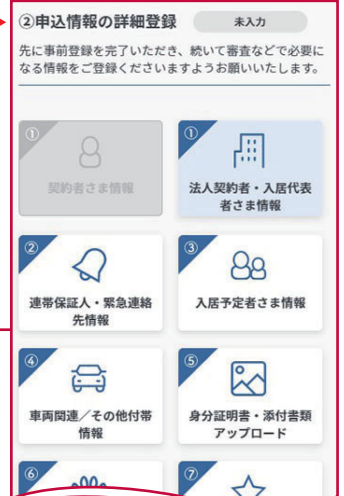 ②申込情報の詳細登録 未入力
先に事前登録を完了いただき、続いて審査などで必要に
なる情報をご登録くださいますようお願いいたします。
① ①
契約者さま情報 法人契約者・入居代表
者さま情報
② ③
連帯保証人・緊急連絡 入居予定者さま情報
先情報
④ ⑤
車両関連／その他付帯 身分証明書・添付書類
情報 アップロード
⑥ ⑦